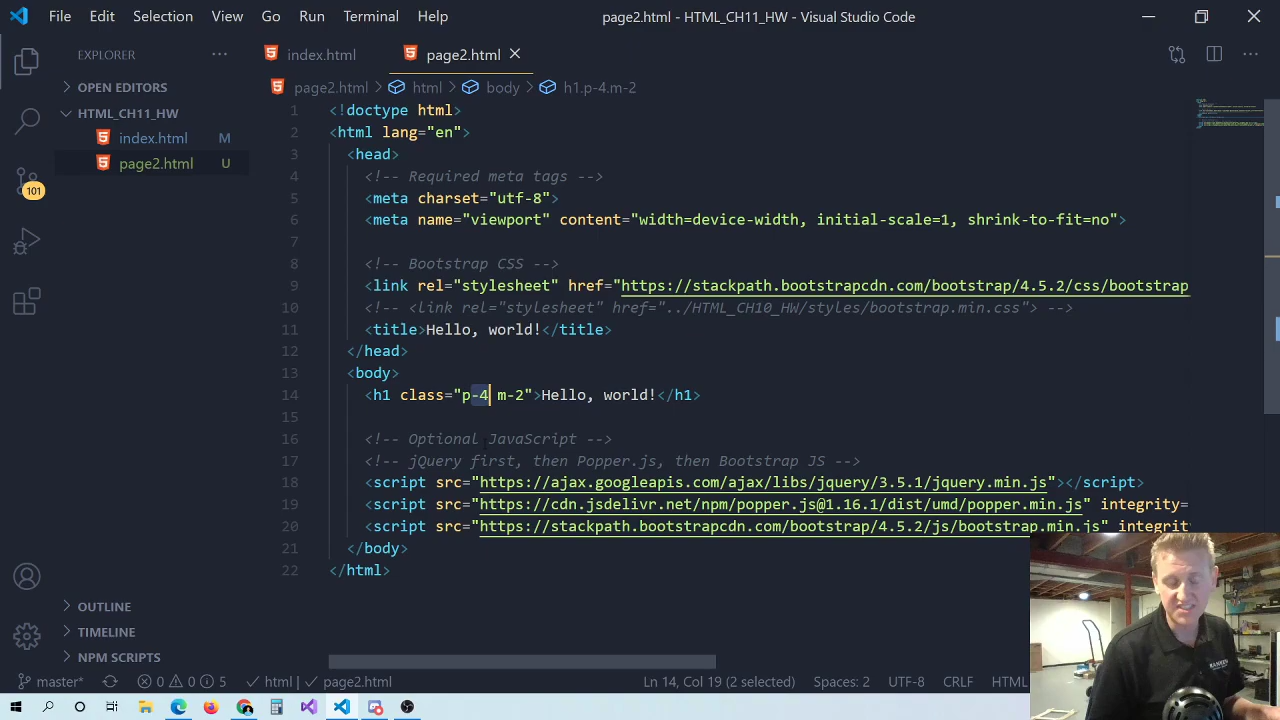 File Edit Selection View Go Run Terminal Help page2.html - HTML_CH11_HW - Visual Studio Code
EXPLORER ···
OPEN EDITORS
HTML_CH11_HW
index.html M
page2.html U
101
index.html page2.html
page2.html > html > body > h1.p-4.m-2
1 <!doctype html>
2 <html lang="en">
3 <head>
4 <!-- Required meta tags -->
5 <meta charset="utf-8">
6 <meta name="viewport" content="width=device-width, initial-scale=1, shrink-to-fit=no">
7
8 <!-- Bootstrap CSS -->
9 <link rel="stylesheet" href="https://stackpath.bootstrapcdn.com/bootstrap/4.5.2/css/bootstrap
10 <!-- <link rel="stylesheet" href="../HTML_CH10_HW/styles/bootstrap.min.css"> -->
11 <title>Hello, world!</title>
12 </head>
13 <body>
14 <h1 class="p-4 m-2">Hello, world!</h1>
15
16 <!-- Optional JavaScript -->
17 <!-- jQuery first, then Popper.js, then Bootstrap JS -->
18 <script src="https://ajax.googleapis.com/ajax/libs/jquery/3.5.1/jquery.min.js"></script>
19 <script src="https://cdn.jsdelivr.net/npm/popper.js@1.16.1/dist/umd/popper.min.js" integrity=
20 <script src="https://stackpath.bootstrapcdn.com/bootstrap/4.5.2/js/bootstrap.min.js" integrit
21 </body>
22 </html>
OUTLINE
TIMELINE
NPM SCRIPTS
master* 0 0 5 html | page2.html Ln 14, Col 19 (2 selected) Spaces: 2 UTF-8 CRLF HTML